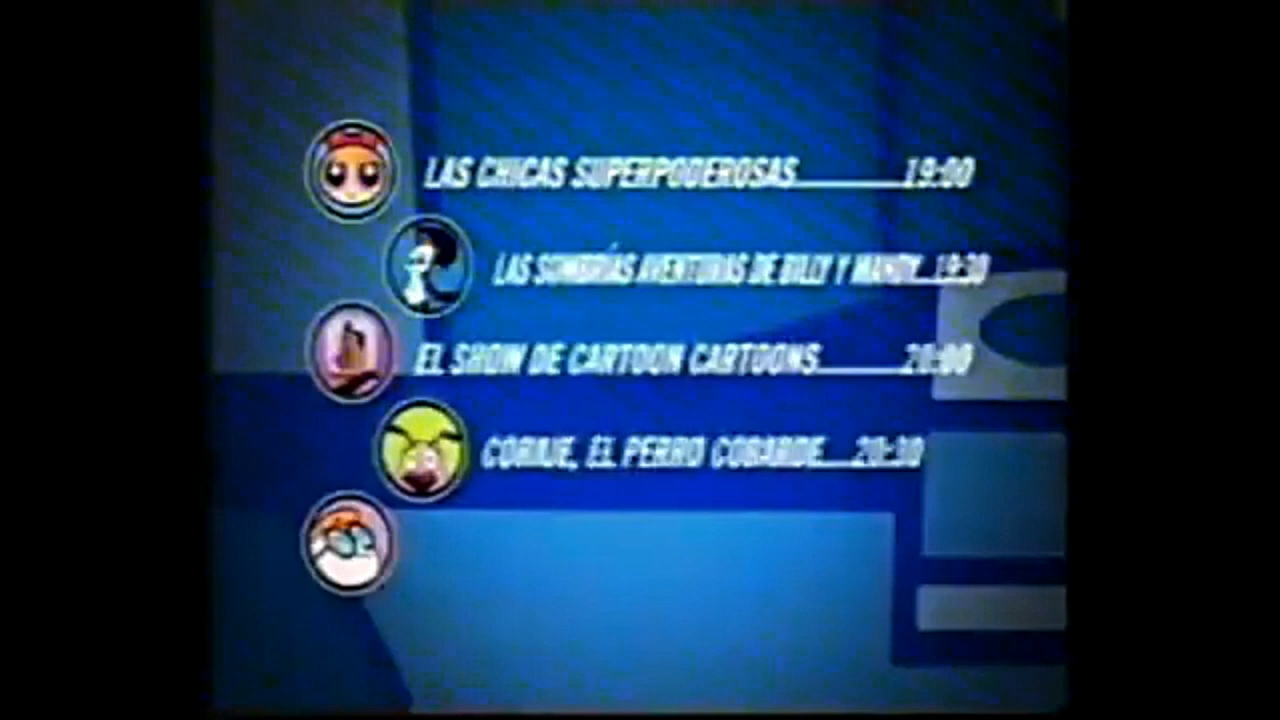 LAS CHICAS SUPERPODEROSAS 19:00
LAS SOMBRÍAS AVENTURAS DE BILLY Y MANDY 19:30
EL SHOW DE CARTOON CARTOONS 20:00
CORAJE, EL PERRO COBARDE 20:30